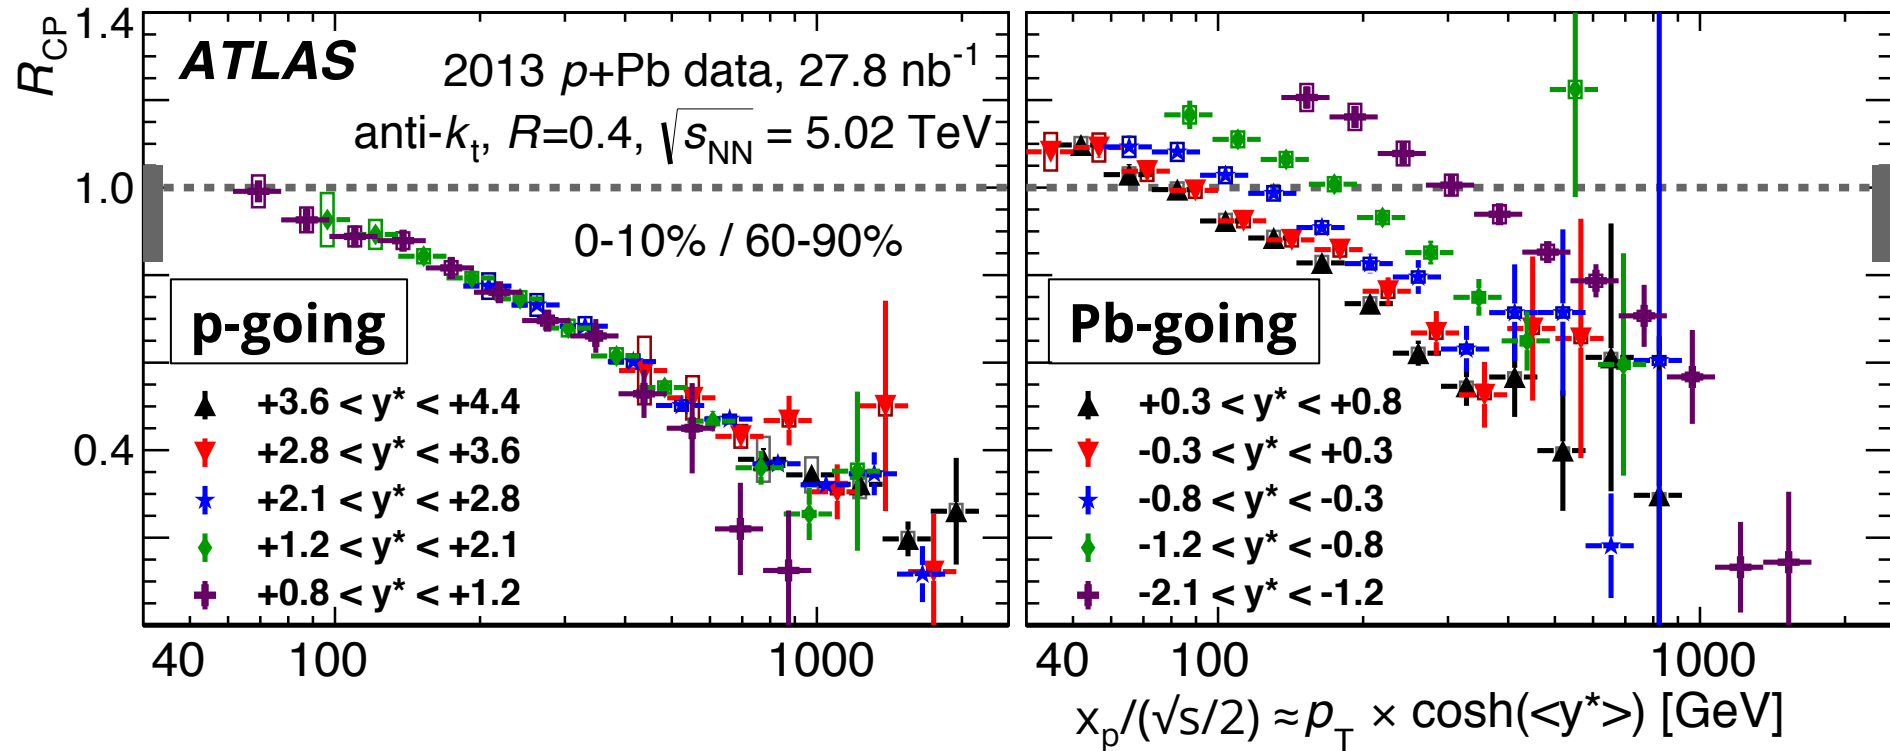 R_CP
1.4
1.0
0.4
ATLAS
2013 p+Pb data, 27.8 nb⁻¹
anti-k_t, R=0.4, √s_NN = 5.02 TeV
0-10% / 60-90%
p-going
+3.6 < y* < +4.4
+2.8 < y* < +3.6
+2.1 < y* < +2.8
+1.2 < y* < +2.1
+0.8 < y* < +1.2
40 100 1000
Pb-going
+0.3 < y* < +0.8
-0.3 < y* < +0.3
-0.8 < y* < -0.3
-1.2 < y* < -0.8
-2.1 < y* < -1.2
40 100 1000
x_p/(√s/2) ≈ p_T × cosh(<y*>) [GeV]